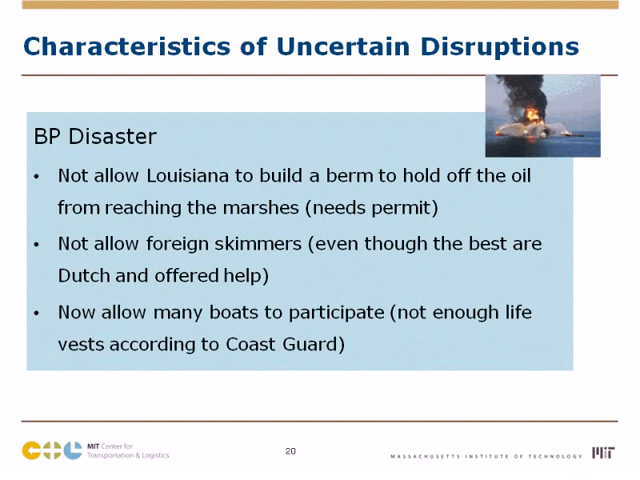 Characteristics of Uncertain Disruptions
BP Disaster
• Not allow Louisiana to build a berm to hold off the oil
from reaching the marshes (needs permit)
• Not allow foreign skimmers (even though the best are
Dutch and offered help)
• Now allow many boats to participate (not enough life
vests according to Coast Guard)
MIT Center for
Transportation & Logistics
20
MASSACHUSETTS INSTITUTE OF TECHNOLOGY